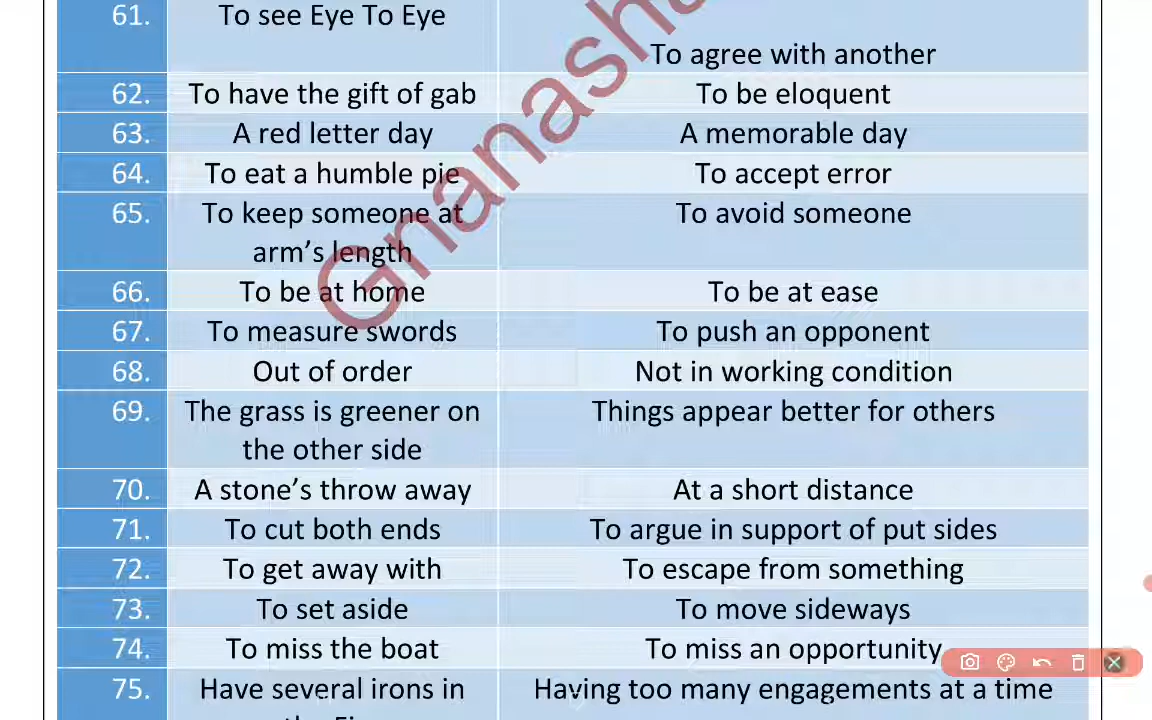 61. To see Eye To Eye
To agree with another
62. To have the gift of gab To be eloquent
63. A red letter day A memorable day
64. To eat a humble pie To accept error
65. To keep someone at To avoid someone
arm’s length
66. To be at home To be at ease
67. To measure swords To push an opponent
68. Out of order Not in working condition
69. The grass is greener on Things appear better for others
the other side
70. A stone’s throw away At a short distance
71. To cut both ends To argue in support of put sides
72. To get away with To escape from something
73. To set aside To move sideways
74. To miss the boat To miss an opportunity
75. Have several irons in Having too many engagements at a time
Gnanasha